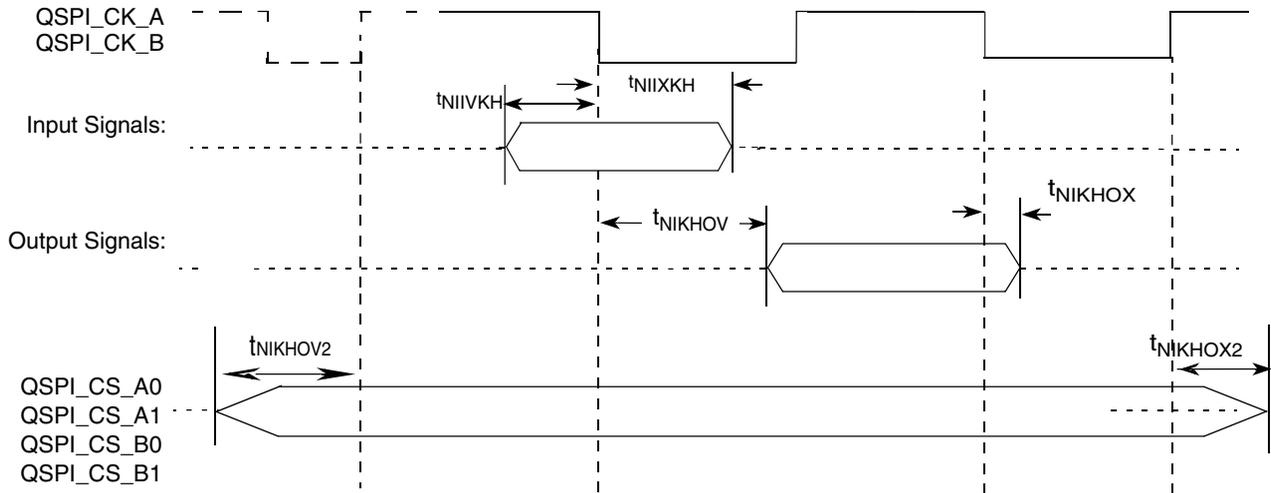 QSPI_CK_A
QSPI_CK_B
tNIIXKH
tNIIVKH
Input Signals:
tNIKHOX
tNIKHOV
Output Signals:
tNIKHOV2
tNIKHOX2
QSPI_CS_A0
QSPI_CS_A1
QSPI_CS_B0
QSPI_CS_B1